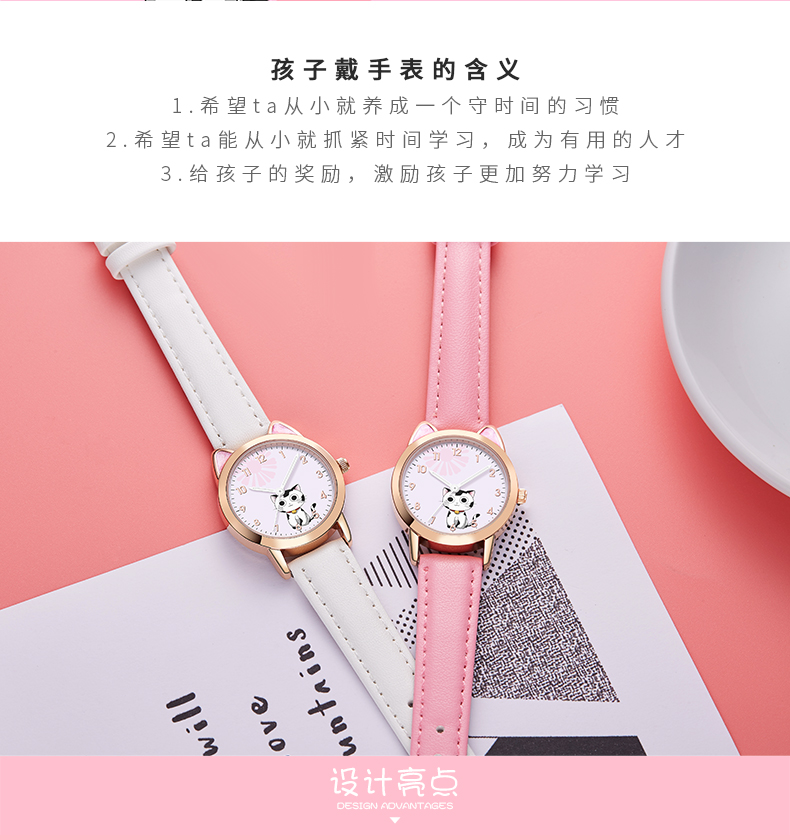 孩子戴手表的含义
1.希望ta从小就养成一个守时间的习惯
2.希望ta能从小就抓紧时间学习，成为有用的人才
3.给孩子的奖励，激励孩子更加努力学习
will
ove
untains
设计亮点
DESIGN ADVANTAGES